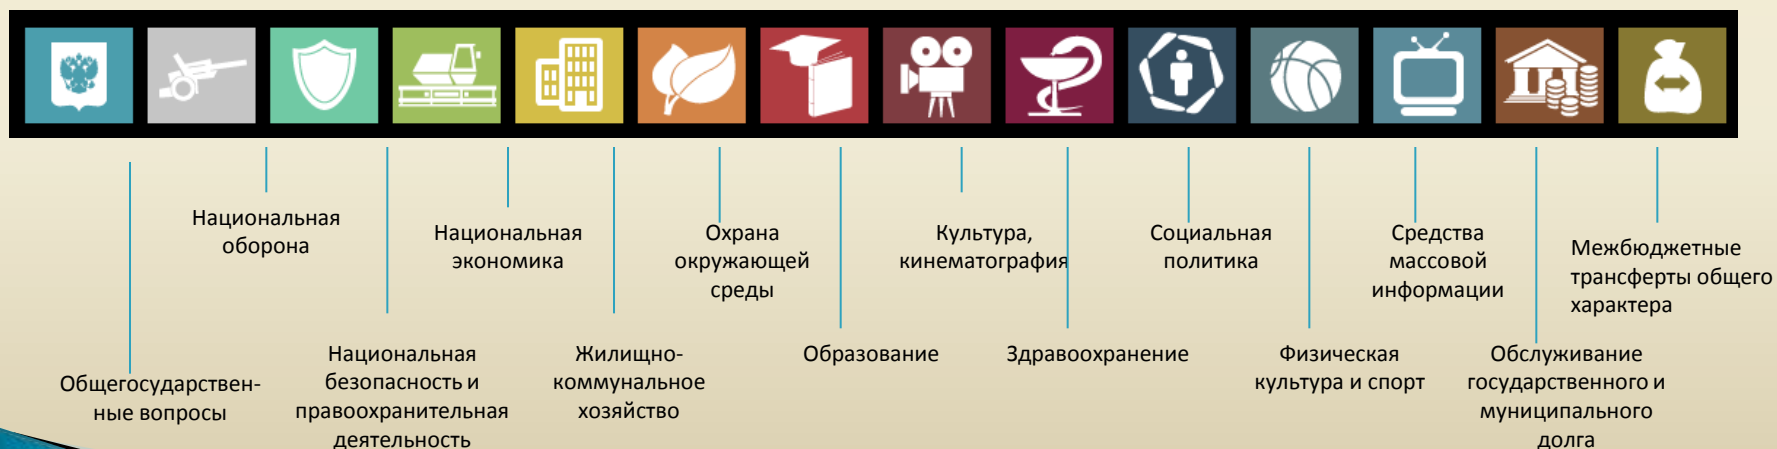 Национальная
оборона
Национальная
экономика
Охрана
окружающей
среды
Культура,
кинематография
Социальная
политика
Средства
массовой
информации
Межбюджетные
трансферты общего
характера
Общегосударствен-
ные вопросы
Национальная
безопасность и
правоохранительная
деятельность
Жилищно-
коммунальное
хозяйство
Образование
Здравоохранение
Физическая
культура и спорт
Обслуживание
государственного и
муниципального
долга